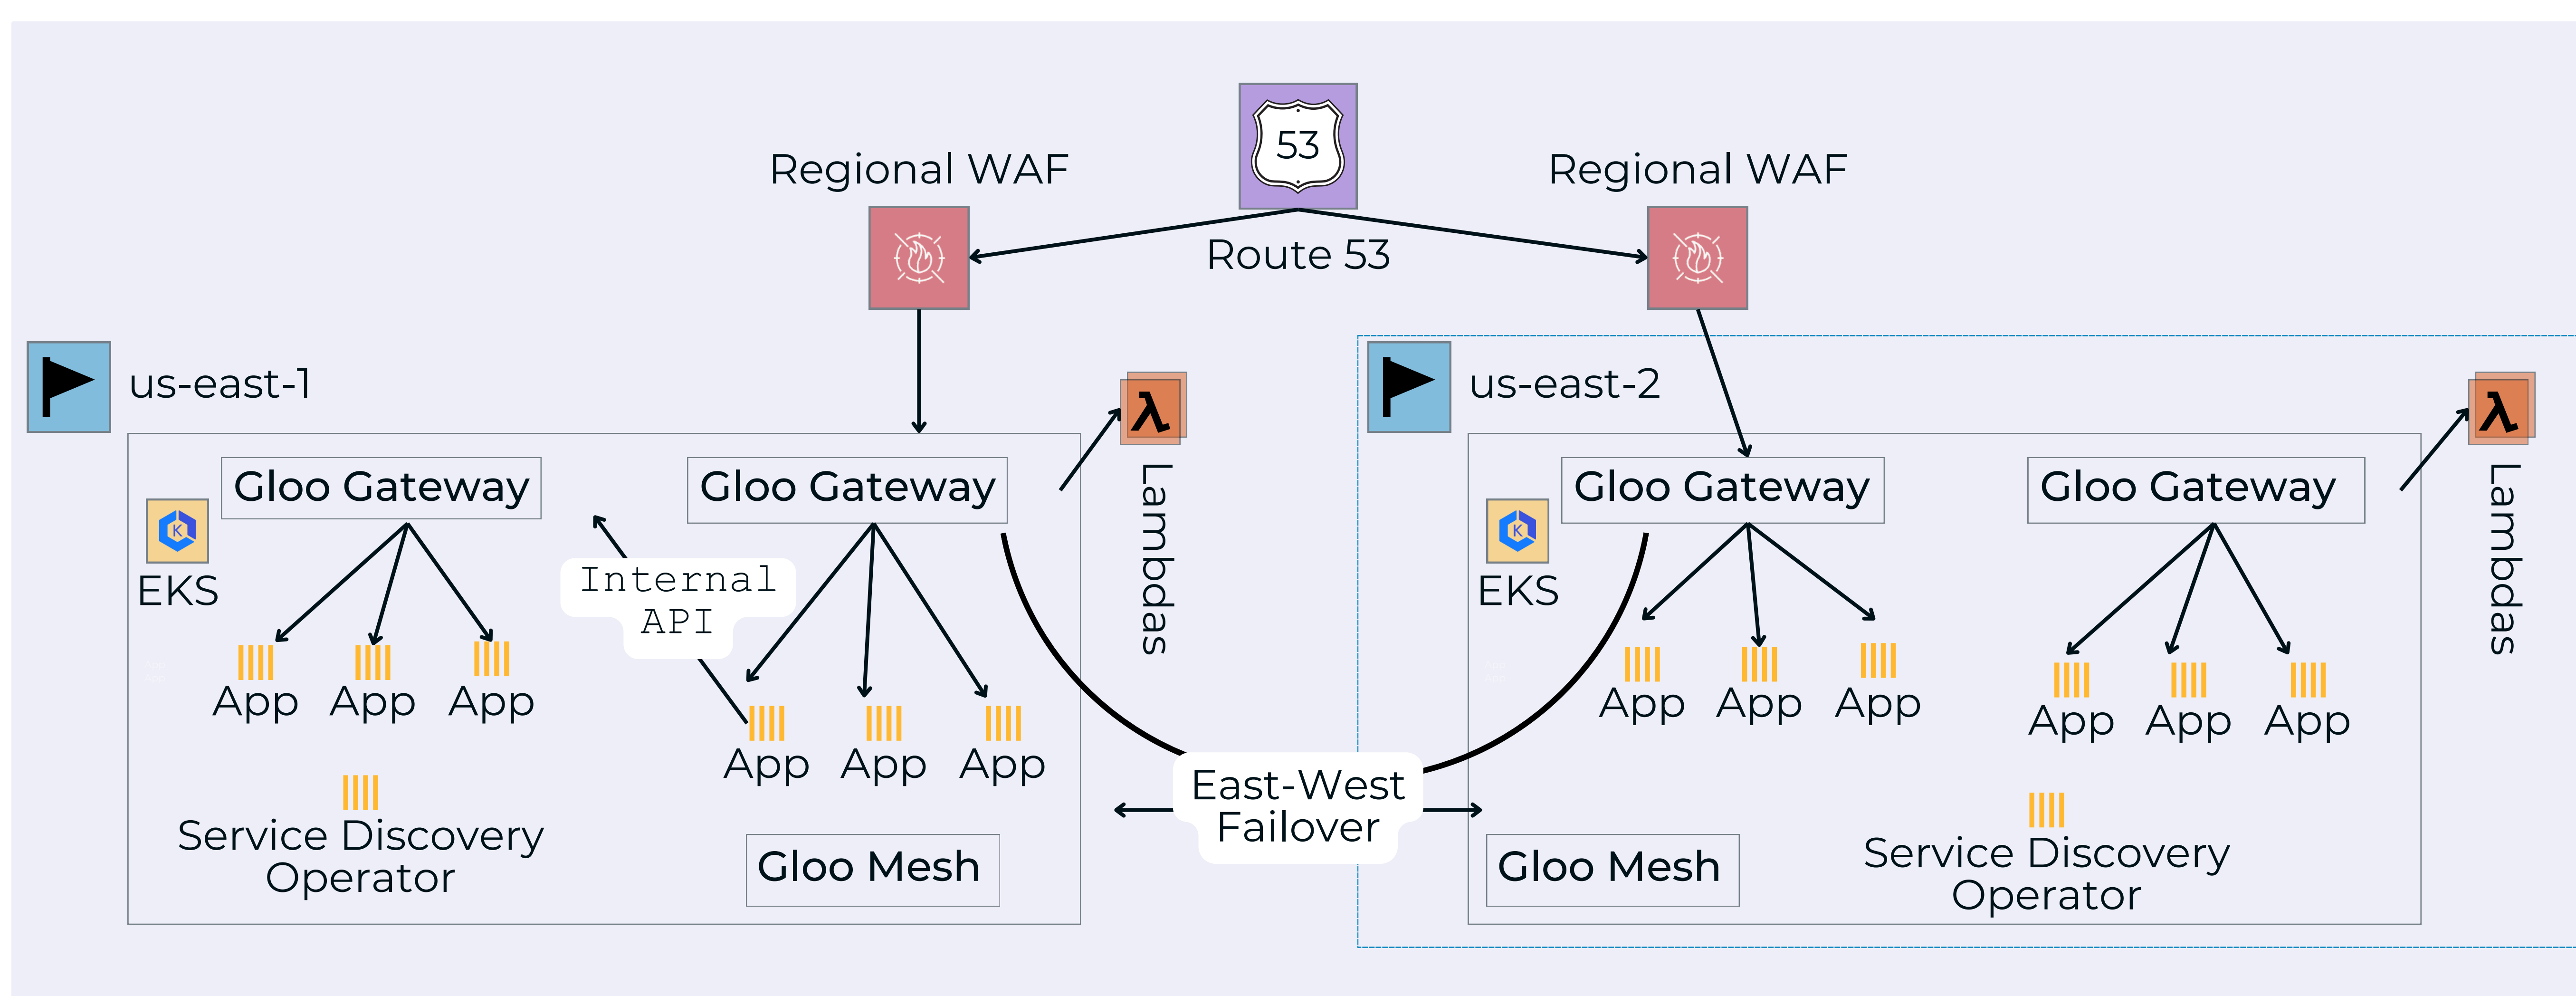 53
Regional WAF
Regional WAF
Route 53
us-east-1
us-east-2
Gloo Gateway
Gloo Gateway
Gloo Gateway
Gloo Gateway
λ
Lambdas
λ
Lambdas
K
EKS
K
EKS
Internal
API
App
App
App
App
App
App
App
App
App
App
App
App
East-West
Failover
Service Discovery
Operator
Gloo Mesh
Gloo Mesh
Service Discovery
Operator